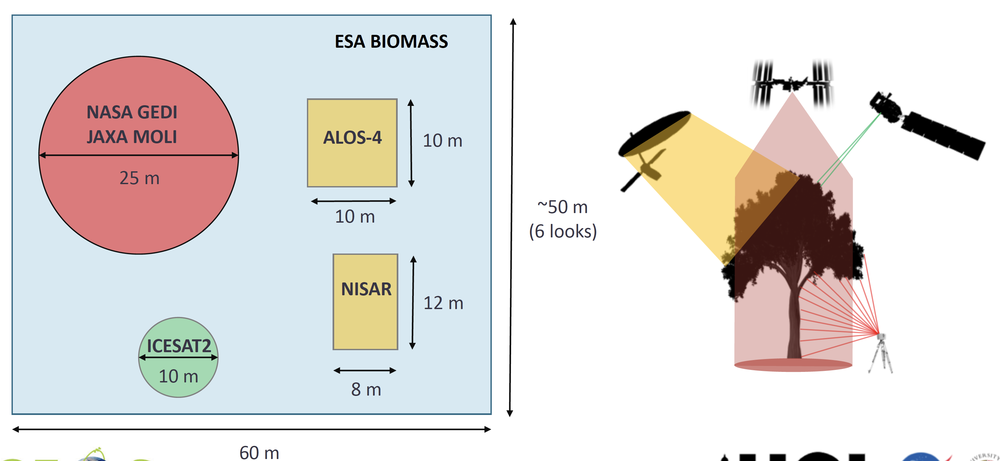 ESA BIOMASS
NASA GEDI
JAXA MOLI
25 m
ALOS-4
10 m
10 m
~50 m
(6 looks)
NISAR
12 m
8 m
ICESAT2
10 m
60 m